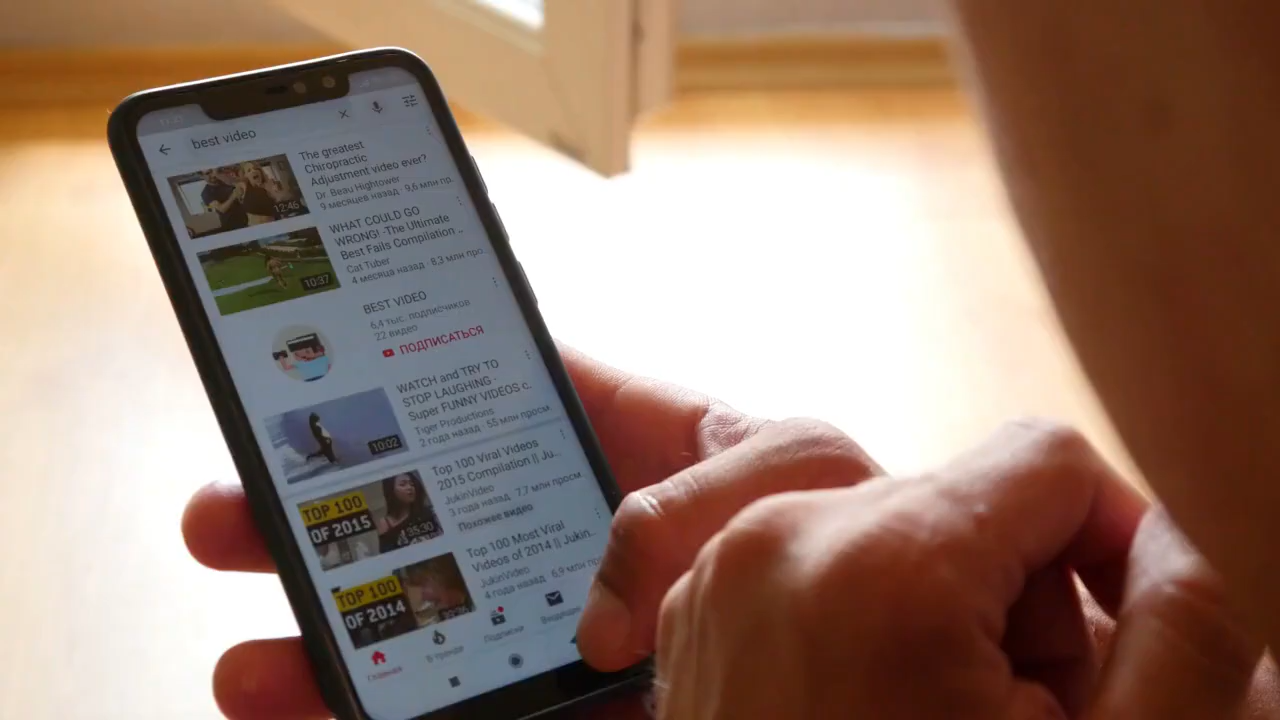 best video
The greatest
Chiropractic
Adjustment video ever?
Dr. Beau Hightower
9 месяцев назад · 9,6 млн пр..
12:46
WHAT COULD GO
WRONG! -The Ultimate
Best Fails Compilation ..
Cat Tuber
4 месяца назад · 8,3 млн про..
10:37
BEST VIDEO
6,4 тыс. подписчиков
22 видео
ПОДПИСАТЬСЯ
WATCH and TRY TO
STOP LAUGHING -
Super FUNNY VIDEOS c..
Tiger Productions
2 года назад · 55 млн просм..
10:02
Top 100 Viral Videos
2015 Compilation || Ju..
JukinVideo
3 года назад · 7,7 млн просм..
Похожее видео
TOP 100
OF 2015
35:30
Top 100 Most Viral
Videos of 2014 || Jukin..
JukinVideo
4 года назад · 6,9 млн пр
TOP 100
OF 2014
Главная
В тренде
Подписки